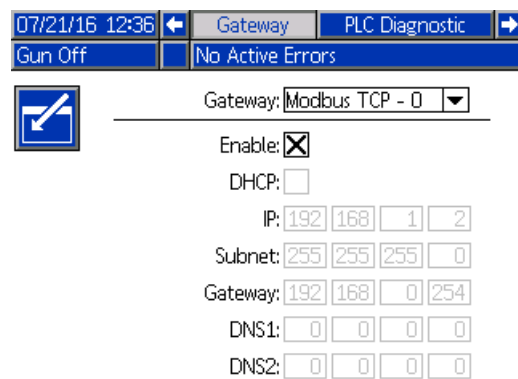 07/21/16 12:36 Gateway PLC Diagnostic
Gun Off No Active Errors
Gateway: Modbus TCP - 0
Enable:
DHCP:
IP: 192 168 1 2
Subnet: 255 255 255 0
Gateway: 192 168 0 254
DNS1: 0 0 0 0
DNS2: 0 0 0 0